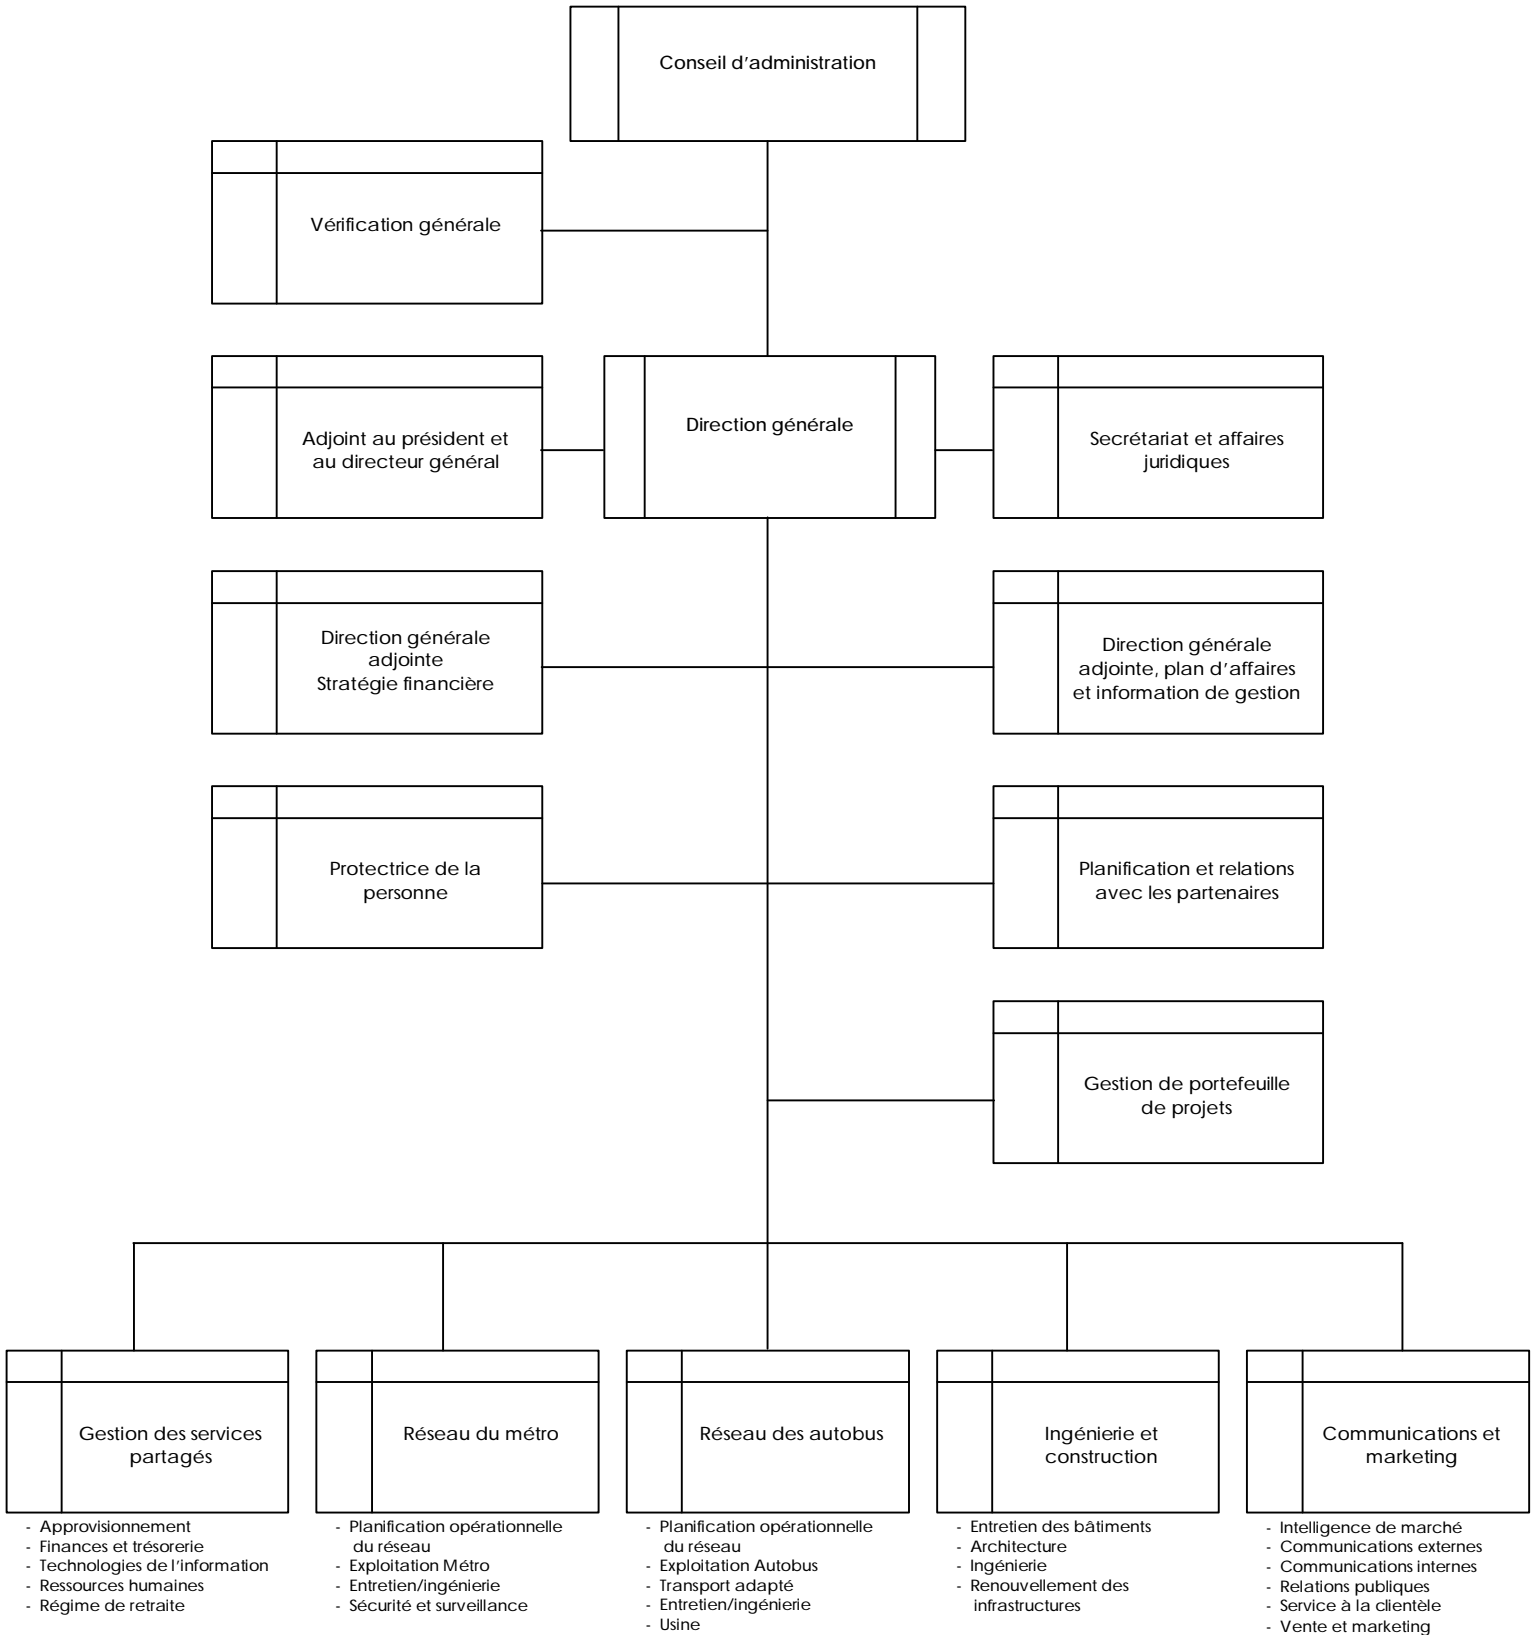 Conseil d'administration
Vérification générale
Adjoint au président et
au directeur général
Direction générale
Secrétariat et affaires
juridiques
Direction générale
adjointe
Stratégie financière
Direction générale
adjointe, plan d'affaires
et information de gestion
Protectrice de la
personne
Planification et relations
avec les partenaires
Gestion de portefeuille
de projets
Gestion des services
partagés
- Approvisionnement
- Finances et trésorerie
- Technologies de l'information
- Ressources humaines
- Régime de retraite
Réseau du métro
- Planification opérationnelle
du réseau
- Exploitation Métro
- Entretien/ingénierie
- Sécurité et surveillance
Réseau des autobus
- Planification opérationnelle
du réseau
- Exploitation Autobus
- Transport adapté
- Entretien/ingénierie
- Usine
Ingénierie et
construction
- Entretien des bâtiments
- Architecture
- Ingénierie
- Renouvellement des
infrastructures
Communications et
marketing
- Intelligence de marché
- Communications externes
- Communications internes
- Relations publiques
- Service à la clientèle
- Vente et marketing